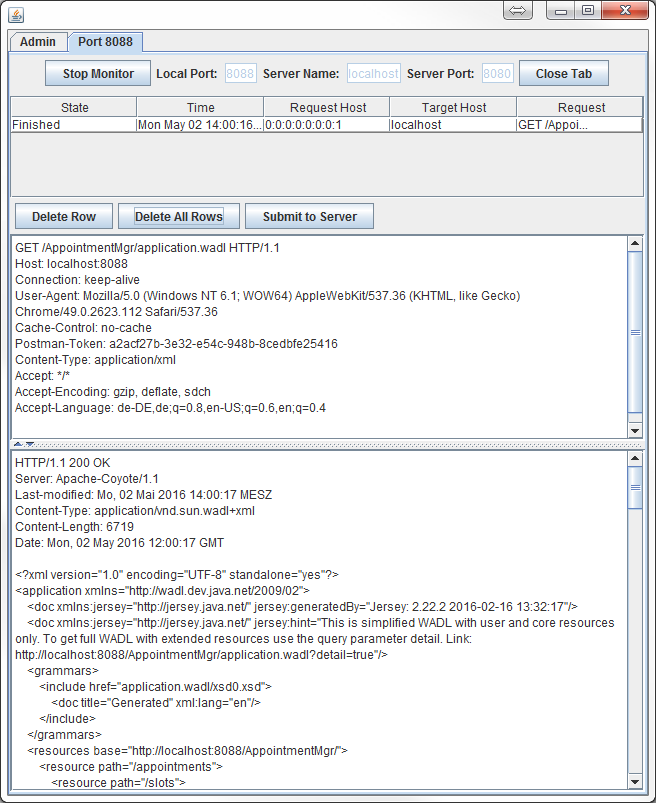 Admin Port 8088
Stop Monitor Local Port: 8088 Server Name: localhost Server Port: 8080 Close Tab
State Time Request Host Target Host Request
Finished Mon May 02 14:00:16... 0:0:0:0:0:0:0:1 localhost GET /Appoi...
Delete Row Delete All Rows Submit to Server
GET /AppointmentMgr/application.wadl HTTP/1.1
Host: localhost:8088
Connection: keep-alive
User-Agent: Mozilla/5.0 (Windows NT 6.1; WOW64) AppleWebKit/537.36 (KHTML, like Gecko)
Chrome/49.0.2623.112 Safari/537.36
Cache-Control: no-cache
Postman-Token: a2acf27b-3e32-e54c-948b-8cedbfe25416
Content-Type: application/xml
Accept: */*
Accept-Encoding: gzip, deflate, sdch
Accept-Language: de-DE,de;q=0.8,en-US;q=0.6,en;q=0.4
HTTP/1.1 200 OK
Server: Apache-Coyote/1.1
Last-modified: Mo, 02 Mai 2016 14:00:17 MESZ
Content-Type: application/vnd.sun.wadl+xml
Content-Length: 6719
Date: Mon, 02 May 2016 12:00:17 GMT
<?xml version="1.0" encoding="UTF-8" standalone="yes"?>
<application xmlns="http://wadl.dev.java.net/2009/02">
<doc xmlns:jersey="http://jersey.java.net/" jersey:generatedBy="Jersey: 2.22.2 2016-02-16 13:32:17"/>
<doc xmlns:jersey="http://jersey.java.net/" jersey:hint="This is simplified WADL with user and core resources
only. To get full WADL with extended resources use the query parameter detail. Link:
http://localhost:8088/AppointmentMgr/application.wadl?detail=true"/>
<grammars>
<include href="application.wadl/xsd0.xsd">
<doc title="Generated" xml:lang="en"/>
</include>
</grammars>
<resources base="http://localhost:8088/AppointmentMgr/">
<resource path="/appointments">
<resource path="/slots">